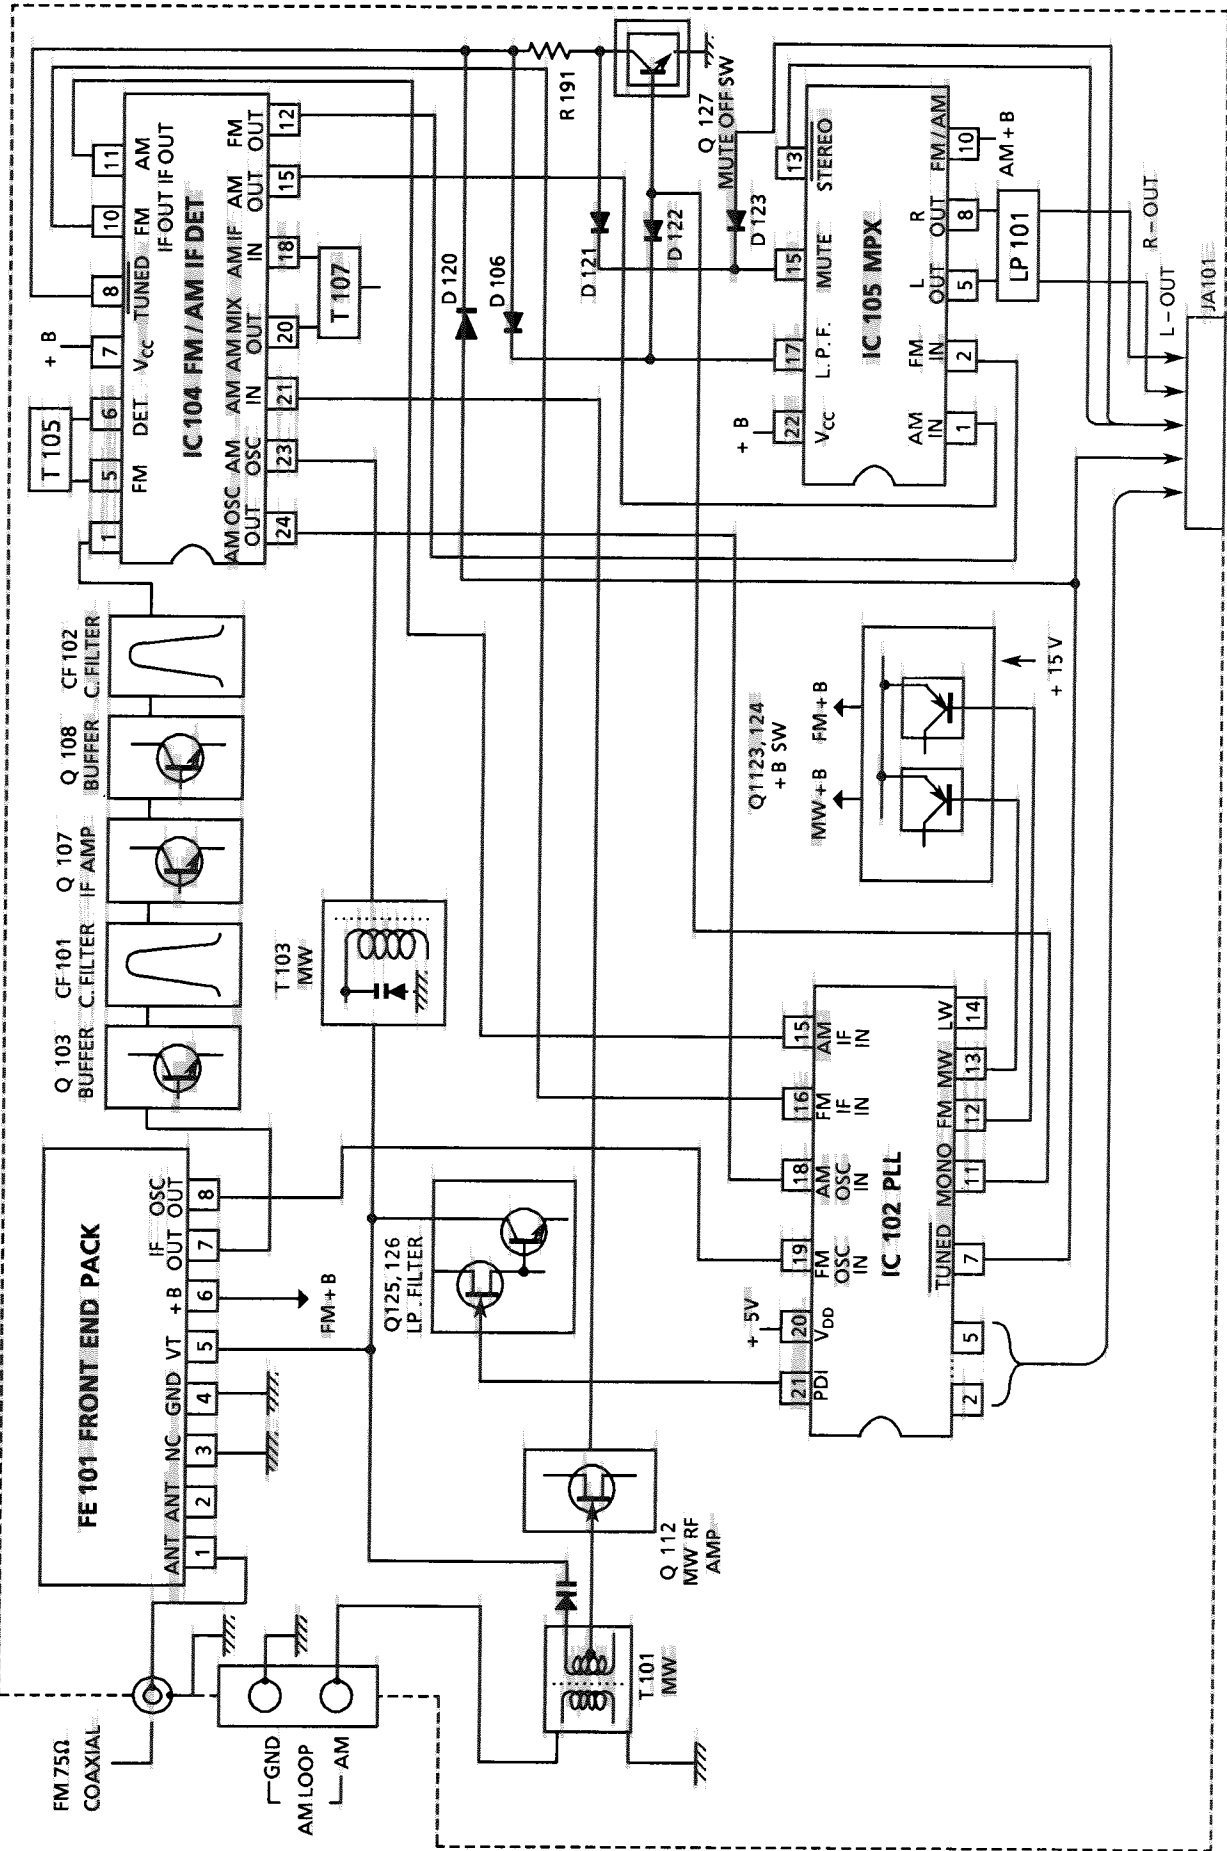 FM 75Ω
COAXIAL
GND
AM LOOP
AM
FE 101 FRONT END PACK
ANT
ANT
NC
GND
VT
+B
IF
OUT
OSC
OUT
1
2
3
4
5
6
7
8
FM+B
Q 103
BUFFER
CF 101
C.FILTER
Q 107
IF AMP
Q 108
BUFFER
CF 102
C.FILTER
T 105
+ B
1
5
6
7
8
10
11
FM
DET.
VCC
TUNED
FM
IF OUT
AM
IF OUT
IC 104 FM/AM IF DET
AM OSC
OUT
AM
OSC
AM
IN
AM MIX
OUT
AM IF
IN
AM
OUT
FM
OUT
24
23
21
20
18
15
12
T 107
T 103
MW
Q125, 126
LP. FILTER
T 101
MW
Q 112
MW RF
AMP
D 120
D 106
R 191
D 121
D 122
Q 127
MUTE OFF SW
D 123
+ B
22
17
15
13
VCC
L. P. F.
MUTE
STEREO
IC 105 MPX
AM
IN
FM
IN
L
OUT
R
OUT
FM/AM
1
2
5
8
10
AM+B
LP 101
+ 5V
21
20
19
18
16
15
PDI
VDD
FM
OSC
IN
AM
OSC
IN
FM
IF
IN
AM
IF
IN
IC 102 PLL
TUNED
MONO
FM
MW
LW
2
5
7
11
12
13
14
Q1123, 124
+B SW
MW+B
FM+B
+ 15 V
L-OUT
R-OUT
JA101